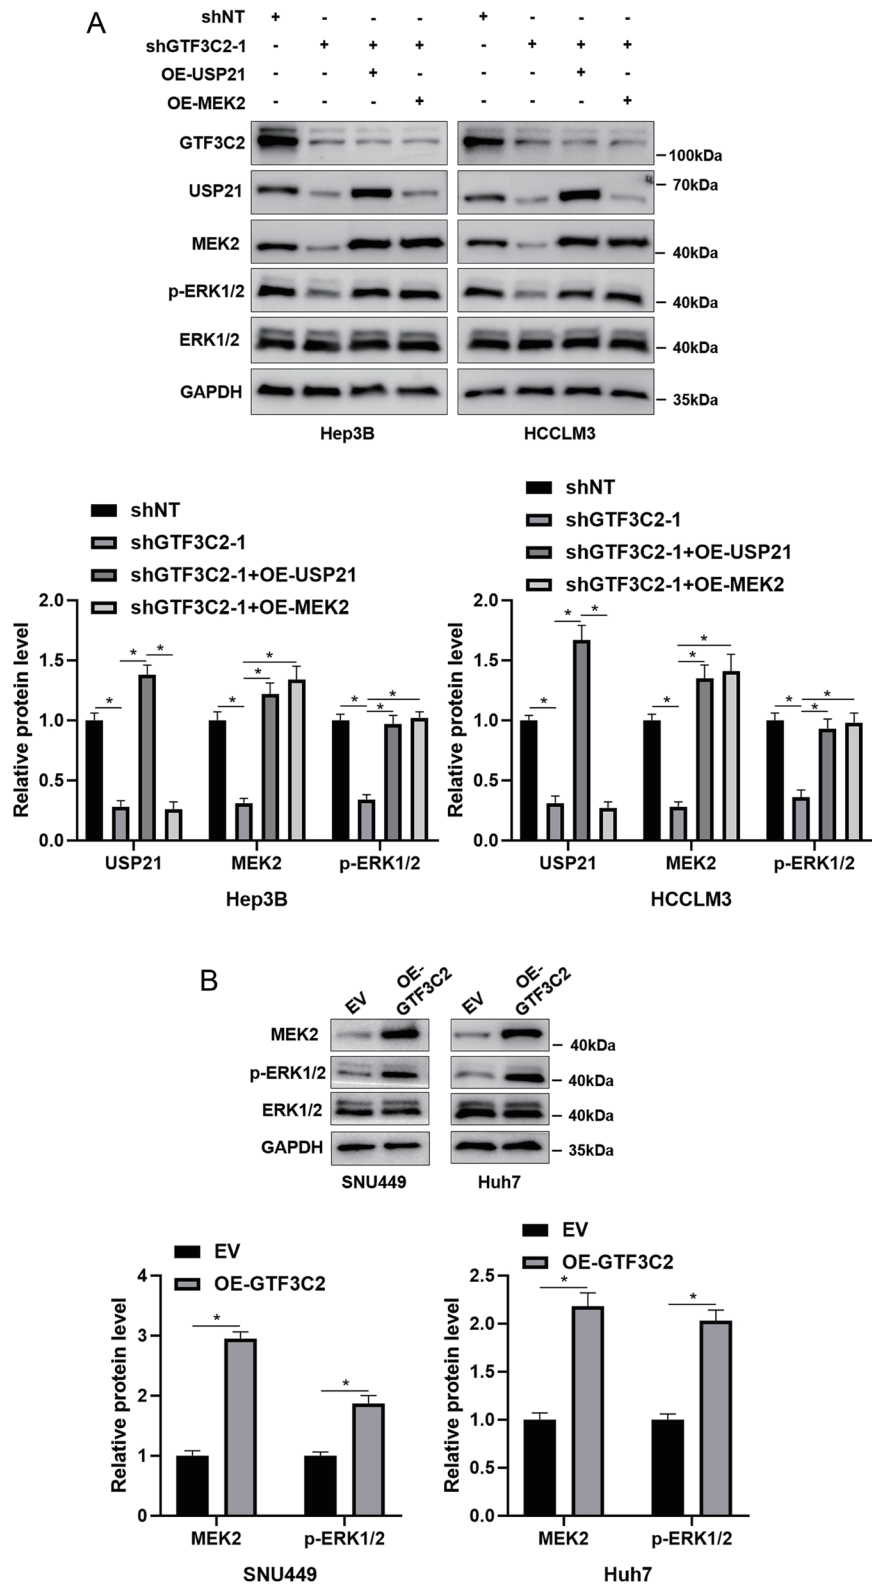 A
shNT + - - - + - - -
shGTF3C2-1 - + + + - + + +
OE-USP21 - - + - - - + -
OE-MEK2 - - - + - - - +
GTF3C2 100kDa
USP21 70kDa
MEK2 40kDa
p-ERK1/2 40kDa
ERK1/2 40kDa
GAPDH 35kDa
Hep3B HCCLM3
shNT
shGTF3C2-1
shGTF3C2-1+OE-USP21
shGTF3C2-1+OE-MEK2
Relative protein level
2.0
1.5
1.0
0.5
0.0
* * * * * * * * *
USP21 MEK2 p-ERK1/2
Hep3B
shNT
shGTF3C2-1
shGTF3C2-1+OE-USP21
shGTF3C2-1+OE-MEK2
Relative protein level
2.0
1.5
1.0
0.5
0.0
* * * * * * * * *
USP21 MEK2 p-ERK1/2
HCCLM3
B
EV OE-GTF3C2 EV OE-GTF3C2
MEK2 40kDa
p-ERK1/2 40kDa
ERK1/2 40kDa
GAPDH 35kDa
SNU449 Huh7
EV
OE-GTF3C2
Relative protein level
4
3
2
1
0
* *
MEK2 p-ERK1/2
SNU449
EV
OE-GTF3C2
Relative protein level
2.5
2.0
1.5
1.0
0.5
0.0
* *
MEK2 p-ERK1/2
Huh7